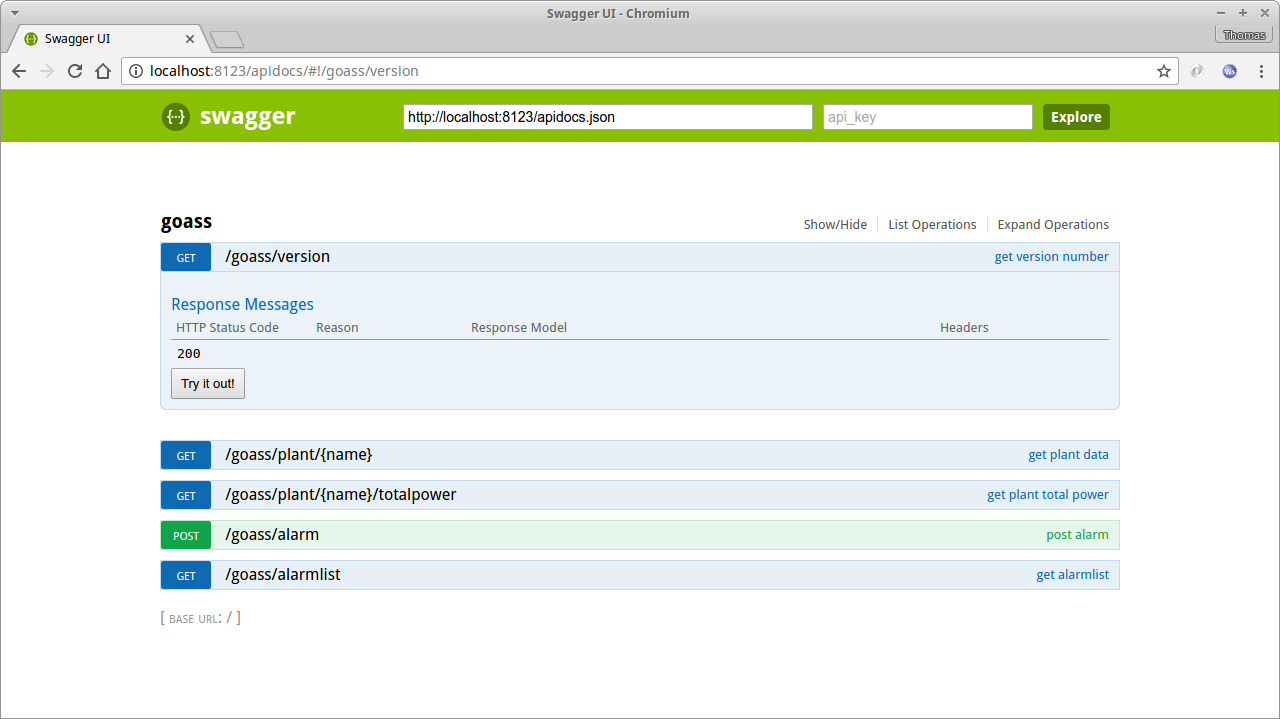 Swagger UI - Chromium
Swagger UI
Thomas
localhost:8123/apidocs/#!/goass/version
Ws
{··} swagger
http://localhost:8123/apidocs.json
api_key
Explore
goass
Show/Hide List Operations Expand Operations
GET /goass/version get version number
Response Messages
HTTP Status Code Reason Response Model Headers
200
Try it out!
GET /goass/plant/{name} get plant data
GET /goass/plant/{name}/totalpower get plant total power
POST /goass/alarm post alarm
GET /goass/alarmlist get alarmlist
[ BASE URL: / ]